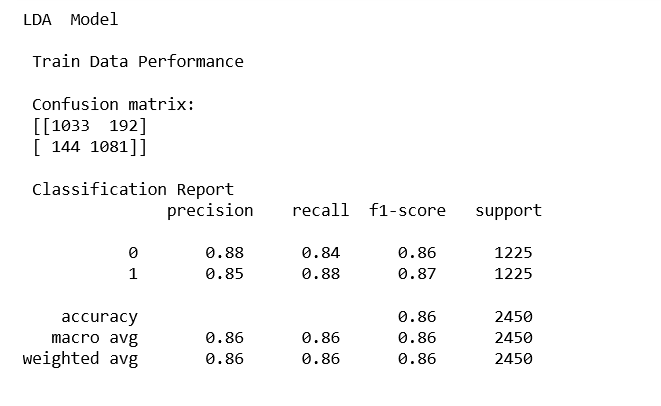 LDA  Model
Train Data Performance
Confusion matrix:
[[1033  192]
[ 144 1081]]
Classification Report
precision    recall  f1-score   support
0       0.88      0.84      0.86      1225
1       0.85      0.88      0.87      1225
accuracy                           0.86      2450
macro avg       0.86      0.86      0.86      2450
weighted avg       0.86      0.86      0.86      2450